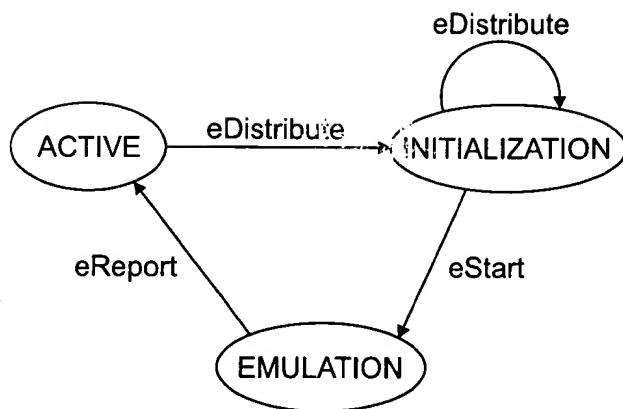 eDistribute
eDistribute
ACTIVE
INITIALIZATION
eReport
eStart
EMULATION